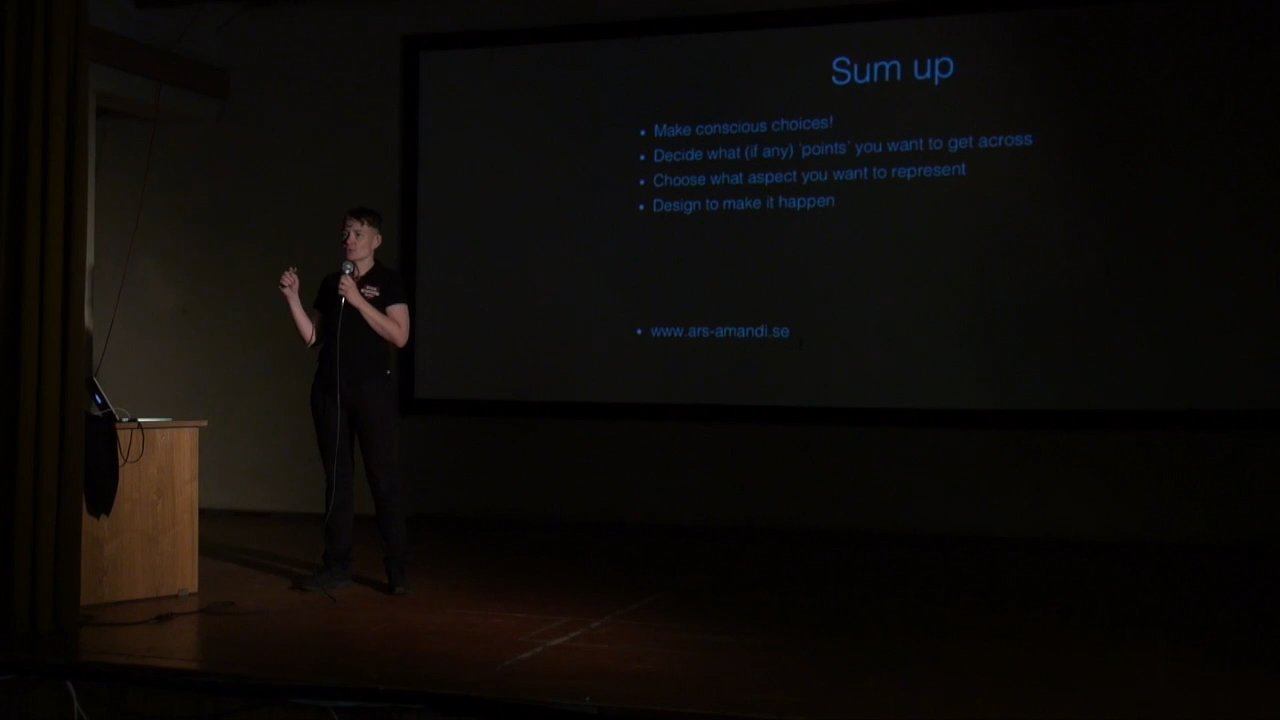 Sum up
• Make conscious choices!
• Decide what (if any) 'points' you want to get across
• Choose what aspect you want to represent
• Design to make it happen
• www.ars-amandi.se